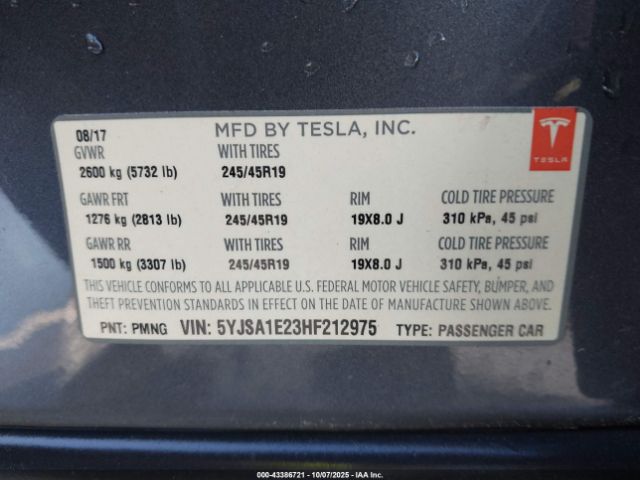 08/17
MFD BY TESLA, INC.
GVWR WITH TIRES
2600 kg (5732 lb) 245/45R19
TESLA
GAWR FRT WITH TIRES RIM COLD TIRE PRESSURE
1276 kg (2813 lb) 245/45R19 19X8.0 J 310 kPa, 45 psi
GAWR RR WITH TIRES RIM COLD TIRE PRESSURE
1500 kg (3307 lb) 245/45R19 19X8.0 J 310 kPa, 45 psi
THIS VEHICLE CONFORMS TO ALL APPLICABLE U.S. FEDERAL MOTOR VEHICLE SAFETY, BUMPER, AND
THEFT PREVENTION STANDARDS IN EFFECT ON THE DATE OF MANUFACTURE SHOWN ABOVE.
PNT: PMNG VIN: 5YJSA1E23HF212975 TYPE: PASSENGER CAR
000-43386721 - 10/07/2025 - IAAI.COM